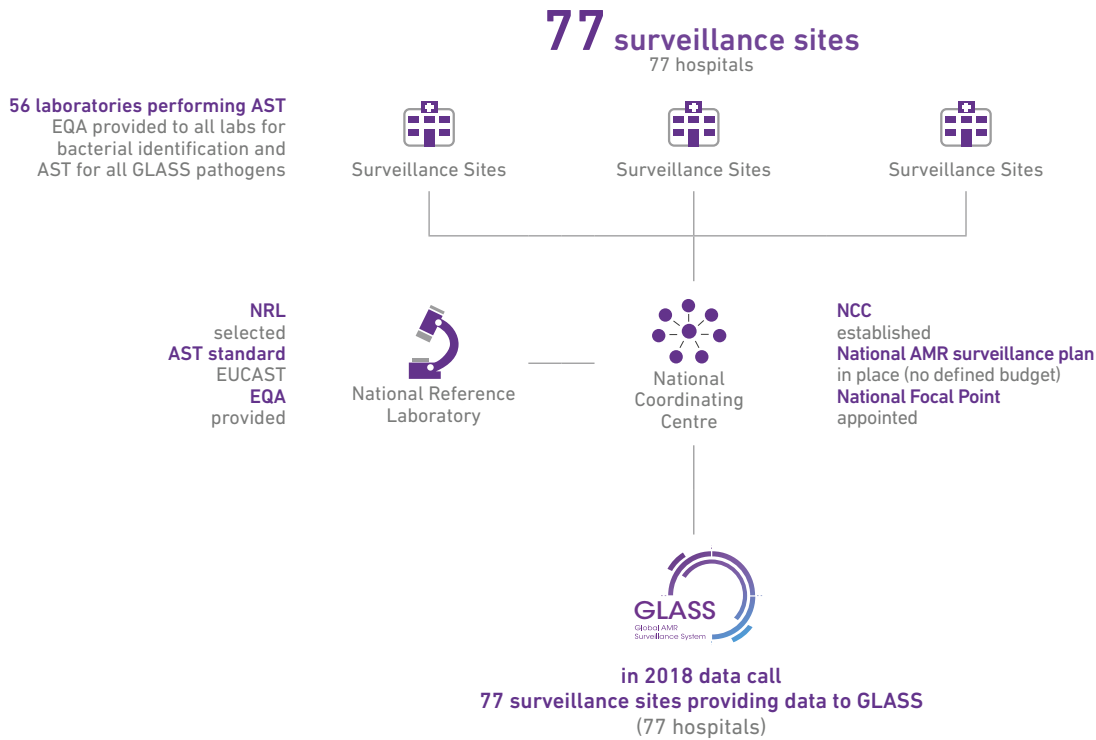 77 surveillance sites
77 hospitals
56 laboratories performing AST
EQA provided to all labs for
bacterial identification and
AST for all GLASS pathogens
Surveillance Sites
Surveillance Sites
Surveillance Sites
NRL
selected
AST standard
EUCAST
EQA
provided
National Reference
Laboratory
National
Coordinating
Centre
NCC
established
National AMR surveillance plan
in place (no defined budget)
National Focal Point
appointed
GLASS
Global AMR
Surveillance System
in 2018 data call
77 surveillance sites providing data to GLASS
(77 hospitals)